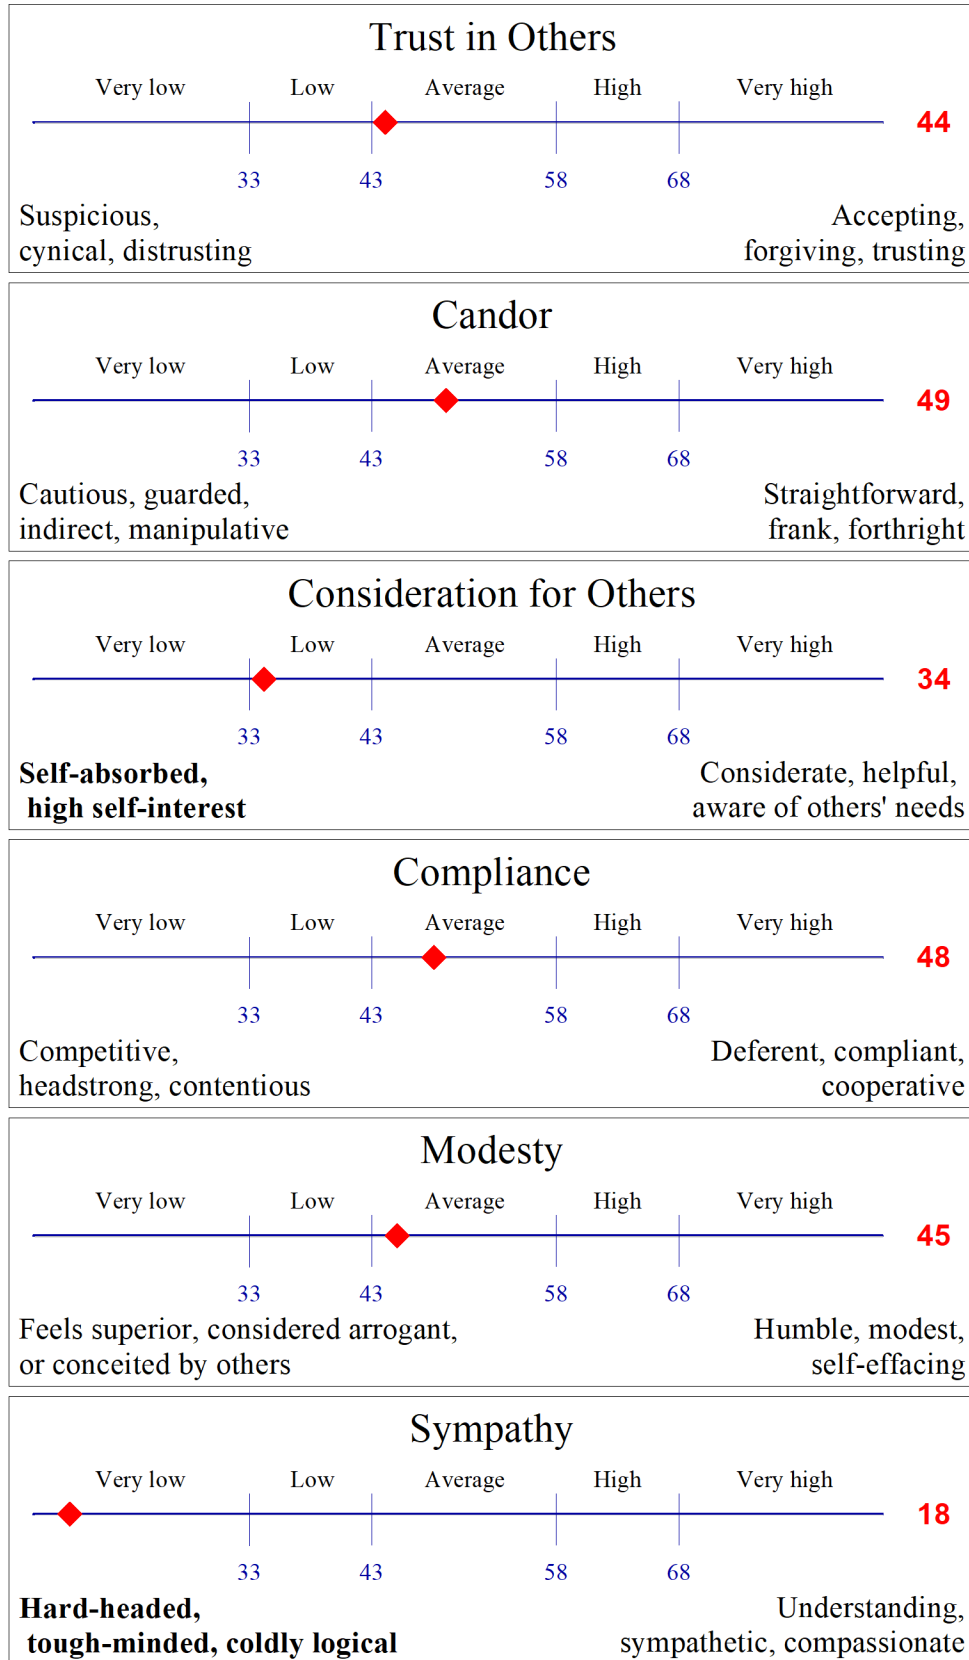 Trust in Others
Very low Low Average High Very high
44
33 43 58 68
Suspicious, Accepting,
cynical, distrusting forgiving, trusting
Candor
Very low Low Average High Very high
49
33 43 58 68
Cautious, guarded, Straightforward,
indirect, manipulative frank, forthright
Consideration for Others
Very low Low Average High Very high
34
33 43 58 68
Self-absorbed, Considerate, helpful,
high self-interest aware of others' needs
Compliance
Very low Low Average High Very high
48
33 43 58 68
Competitive, Deferent, compliant,
headstrong, contentious cooperative
Modesty
Very low Low Average High Very high
45
33 43 58 68
Feels superior, considered arrogant, Humble, modest,
or conceited by others self-effacing
Sympathy
Very low Low Average High Very high
18
33 43 58 68
Hard-headed, Understanding,
tough-minded, coldly logical sympathetic, compassionate